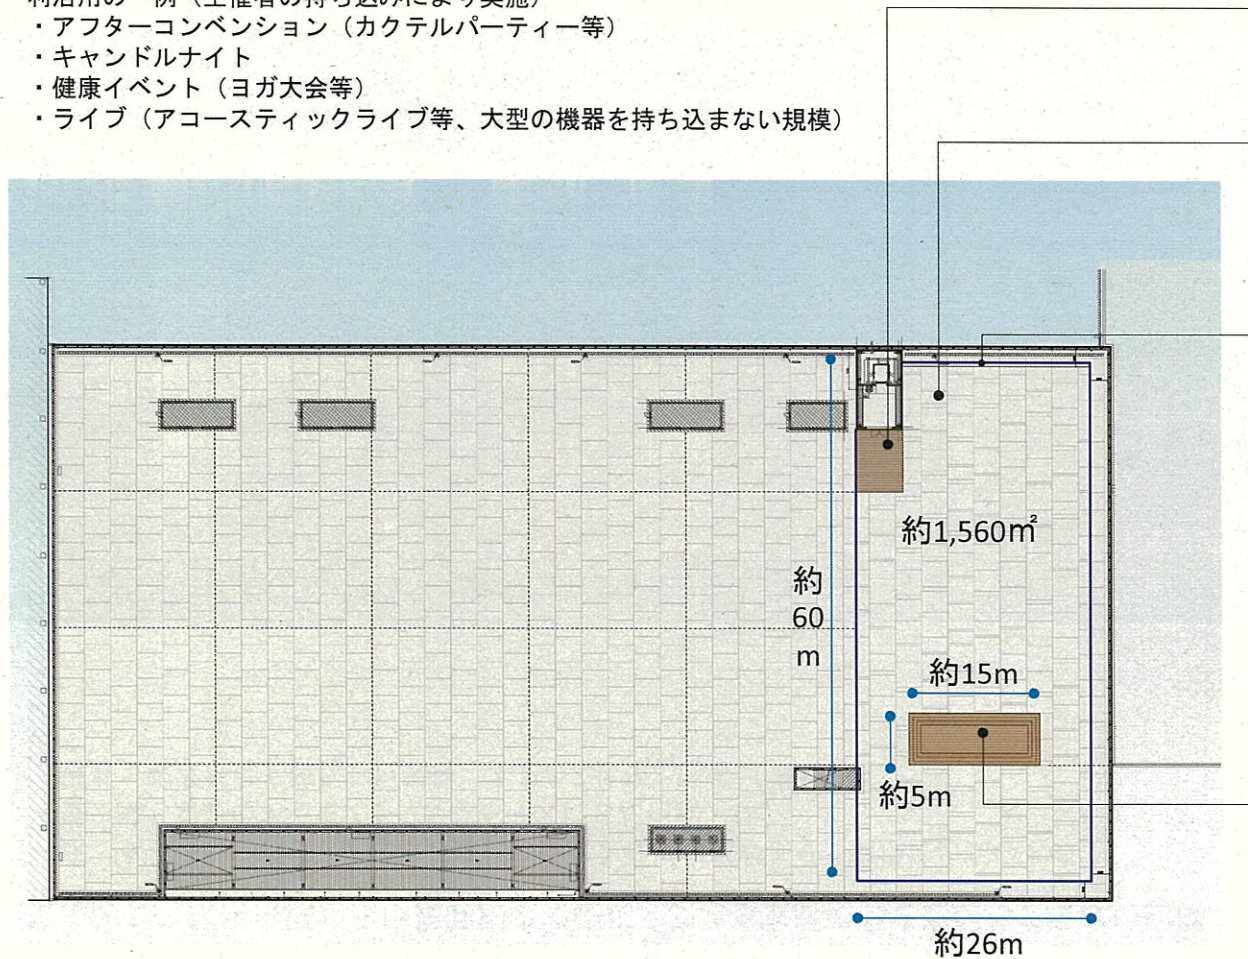 ・アフターコンベンション（カクテルパーティー等）
・キャンドルナイト
・健康イベント（ヨガ大会等）
・ライブ（アコースティックライブ等、大型の機器を持ち込まない規模）
約1,560㎡
約
60
m
約15m
約5m
約26m